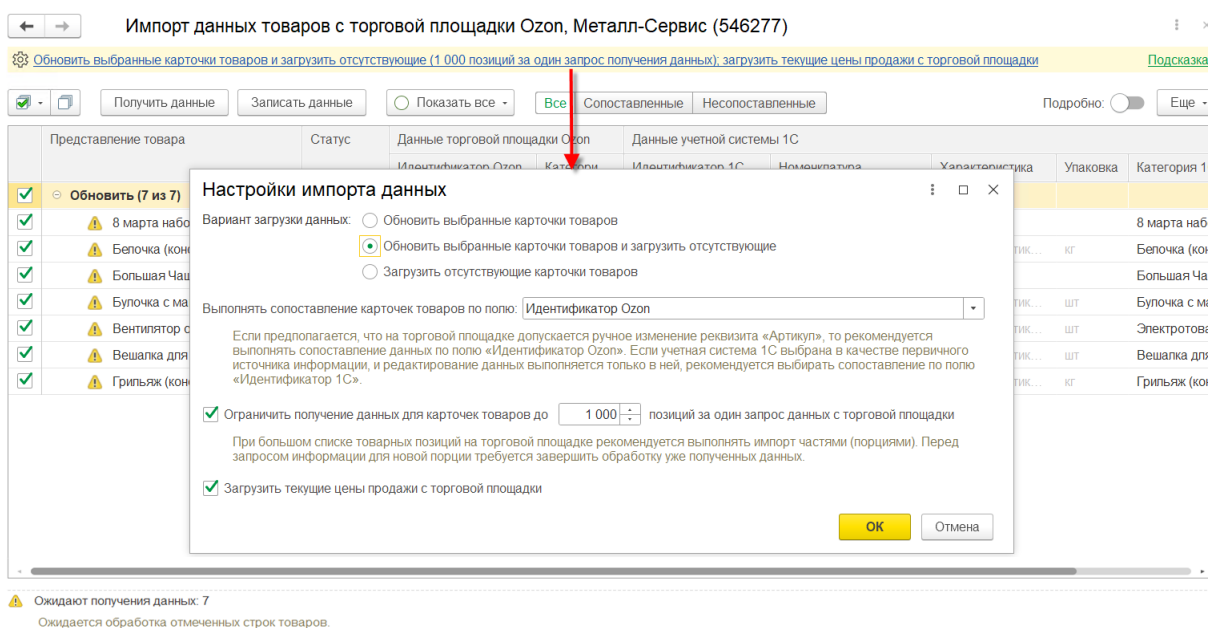 Импорт данных товаров с торговой площадки Ozon, Металл-Сервис (546277)
Обновить выбранные карточки товаров и загрузить отсутствующие (1 000 позиций за один запрос получения данных); загрузить текущие цены продажи с торговой площадки
Подсказка
Получить данные
Записать данные
Показать все
Все
Сопоставленные
Несопоставленные
Подробно:
Еще
Представление товара
Статус
Данные торговой площадки Ozon
Данные учетной системы 1С
Идентификатор Ozon
Категори
Идентификатор 1С
Номенклатура
Характеристика
Упаковка
Категория 1
Обновить (7 из 7)
8 марта набо
8 марта наб
Белочка (кон
тик...
кг
Белочка (кон
Большая Чаш
Большая Ча
Булочка с ма
тик...
шт
Булочка с ма
Вентилятор о
тик...
шт
Электротова
Вешалка для
тик...
шт
Вешалка для
Грильяж (кон
тик...
кг
Грильяж (кон
Настройки импорта данных
Вариант загрузки данных:
Обновить выбранные карточки товаров
Обновить выбранные карточки товаров и загрузить отсутствующие
Загрузить отсутствующие карточки товаров
Выполнять сопоставление карточек товаров по полю:
Идентификатор Ozon
Если предполагается, что на торговой площадке допускается ручное изменение реквизита «Артикул», то рекомендуется
выполнять сопоставление данных по полю «Идентификатор Ozon». Если учетная система 1С выбрана в качестве первичного
источника информации, и редактирование данных выполняется только в ней, рекомендуется выбирать сопоставление по полю
«Идентификатор 1С».
Ограничить получение данных для карточек товаров до
1 000
позиций за один запрос данных с торговой площадки
При большом списке товарных позиций на торговой площадке рекомендуется выполнять импорт частями (порциями). Перед
запросом информации для новой порции требуется завершить обработку уже полученных данных.
Загрузить текущие цены продажи с торговой площадки
ОК
Отмена
Ожидают получения данных: 7
Ожидается обработка отмеченных строк товаров.